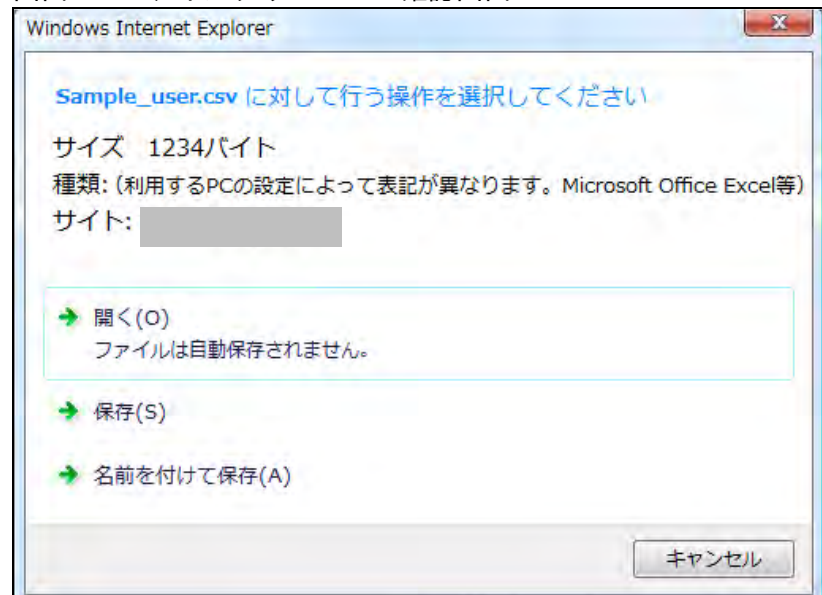 Windows Internet Explorer
Sample_user.csv に対して行う操作を選択してください
サイズ 1234バイト
種類:(利用するPCの設定によって表記が異なります。Microsoft Office Excel等)
サイト:
開く(O)
ファイルは自動保存されません。
保存(S)
名前を付けて保存(A)
キャンセル